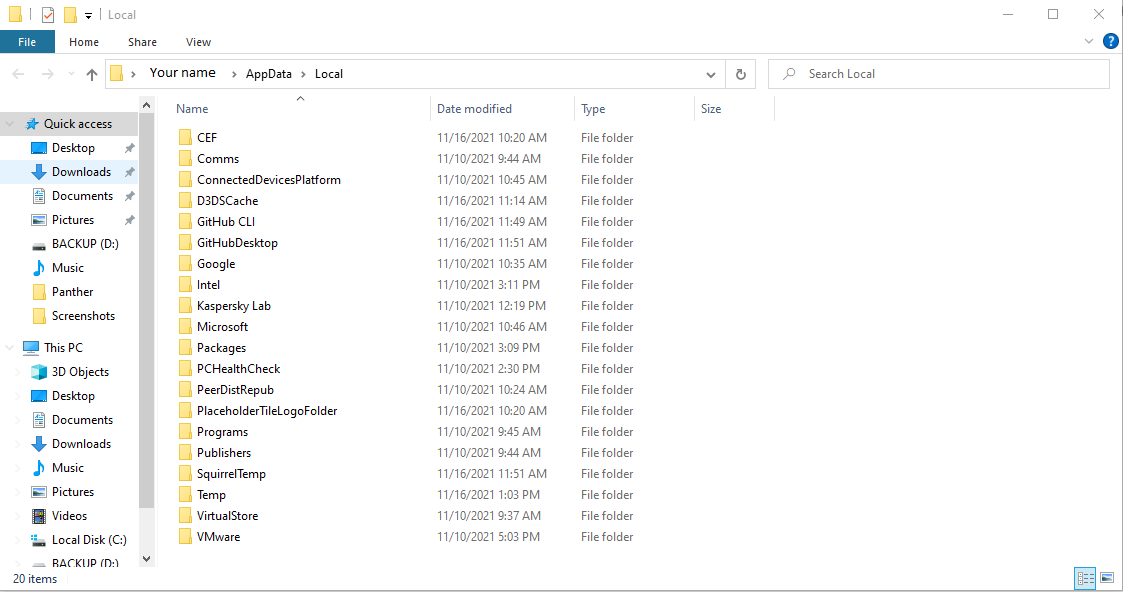 Local
File Home Share View
Your name AppData Local
Search Local
Name Date modified Type Size
Quick access
Desktop
Downloads
Documents
Pictures
BACKUP (D:)
Music
Panther
Screenshots
This PC
3D Objects
Desktop
Documents
Downloads
Music
Pictures
Videos
Local Disk (C:)
BACKUP (D:)
CEF 11/16/2021 10:20 AM File folder
Comms 11/10/2021 9:44 AM File folder
ConnectedDevicesPlatform 11/10/2021 10:45 AM File folder
D3DSCache 11/16/2021 11:14 AM File folder
GitHub CLI 11/16/2021 11:49 AM File folder
GitHubDesktop 11/16/2021 11:51 AM File folder
Google 11/10/2021 10:35 AM File folder
Intel 11/10/2021 3:11 PM File folder
Kaspersky Lab 11/10/2021 12:19 PM File folder
Microsoft 11/10/2021 10:46 AM File folder
Packages 11/10/2021 3:09 PM File folder
PCHealthCheck 11/10/2021 2:30 PM File folder
PeerDistRepub 11/10/2021 10:24 AM File folder
PlaceholderTileLogoFolder 11/16/2021 10:20 AM File folder
Programs 11/10/2021 9:45 AM File folder
Publishers 11/10/2021 9:44 AM File folder
SquirrelTemp 11/16/2021 11:51 AM File folder
Temp 11/16/2021 1:03 PM File folder
VirtualStore 11/10/2021 9:37 AM File folder
VMware 11/10/2021 5:03 PM File folder
20 items